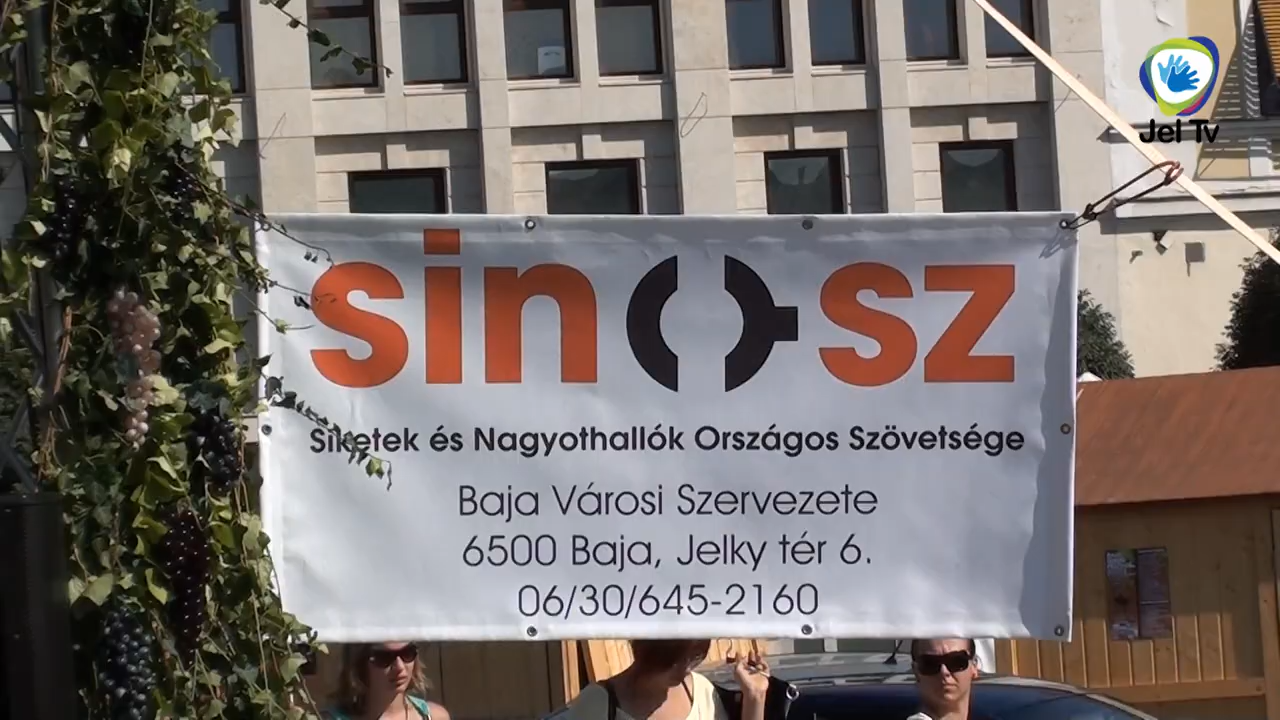 Jel Tv
sinosz
Siketek és Nagyothallók Országos Szövetsége
Baja Városi Szervezete
6500 Baja, Jelky tér 6.
06/30/645-2160